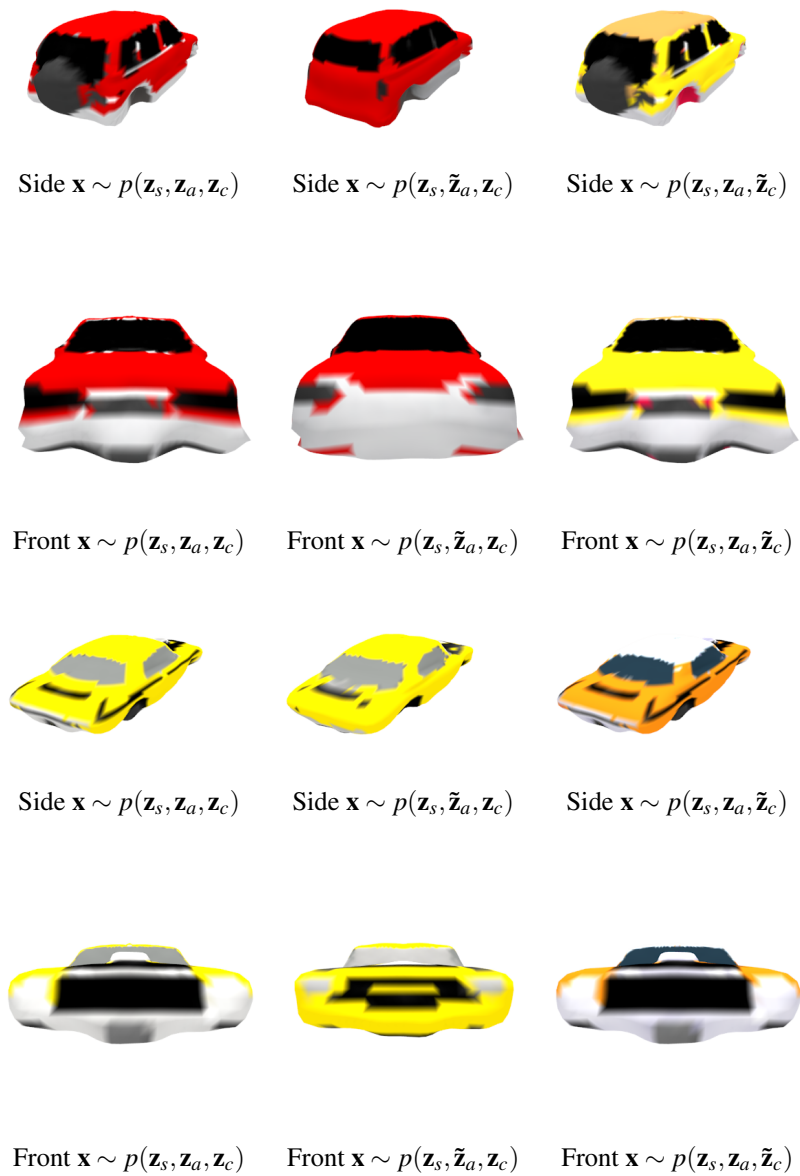 Side x ∼ p(z_s, z_a, z_c) Side x ∼ p(z_s, z̃_a, z_c) Side x ∼ p(z_s, z_a, z̃_c)
Front x ∼ p(z_s, z_a, z_c) Front x ∼ p(z_s, z̃_a, z_c) Front x ∼ p(z_s, z_a, z̃_c)
Side x ∼ p(z_s, z_a, z_c) Side x ∼ p(z_s, z̃_a, z_c) Side x ∼ p(z_s, z_a, z̃_c)
Front x ∼ p(z_s, z_a, z_c) Front x ∼ p(z_s, z̃_a, z_c) Front x ∼ p(z_s, z_a, z̃_c)